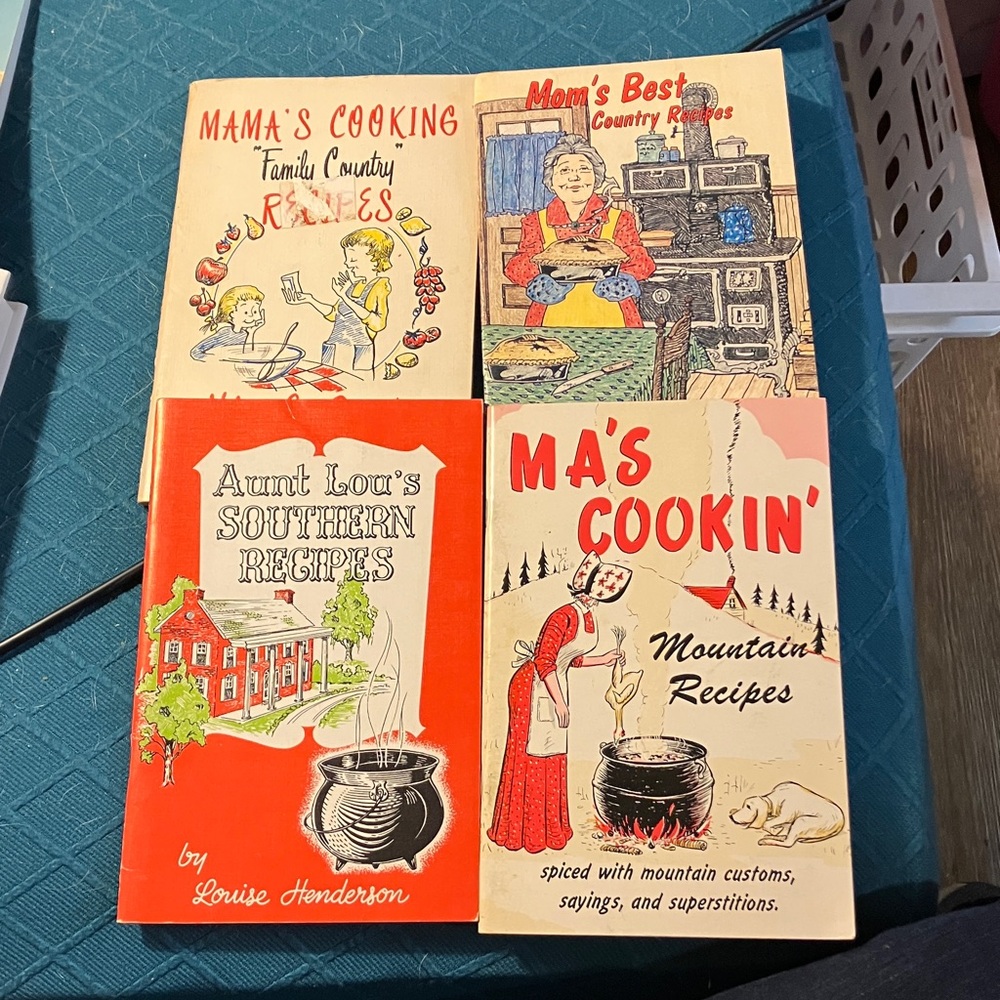 MAMA'S COOKING
"Family Country"
Mom's Best
Country Recipes
Aunt Lou's
SOUTHERN
RECIPES
by
Louise Henderson
MA'S
COOKIN'
Mountain
Recipes
spiced with mountain customs,
sayings, and superstitions.